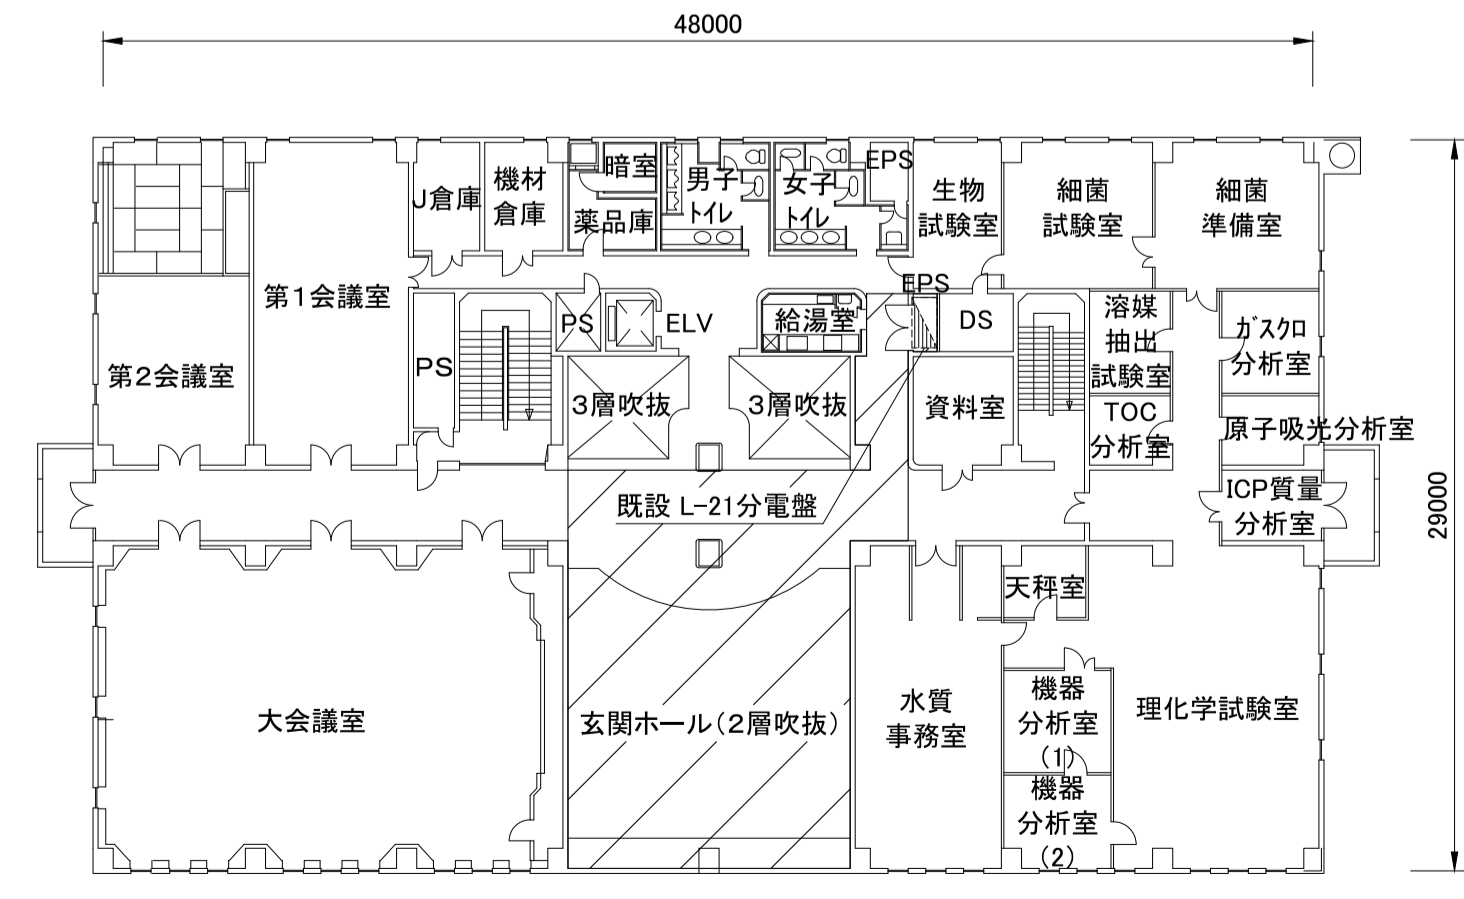 48000
29000
暗室
EPS
J倉庫
機材
倉庫
薬品庫
男子
トイレ
女子
トイレ
生物
試験室
細菌
試験室
細菌
準備室
第1会議室
第2会議室
PS
PS
ELV
給湯室
EPS
DS
溶媒
抽出
試験室
ガスクロ
分析室
3層吹抜
3層吹抜
資料室
TOC
分析室
原子吸光分析室
既設 L-21分電盤
ICP質量
分析室
天秤室
大会議室
玄関ホール(2層吹抜)
水質
事務室
機器
分析室
(1)
機器
分析室
(2)
理化学試験室